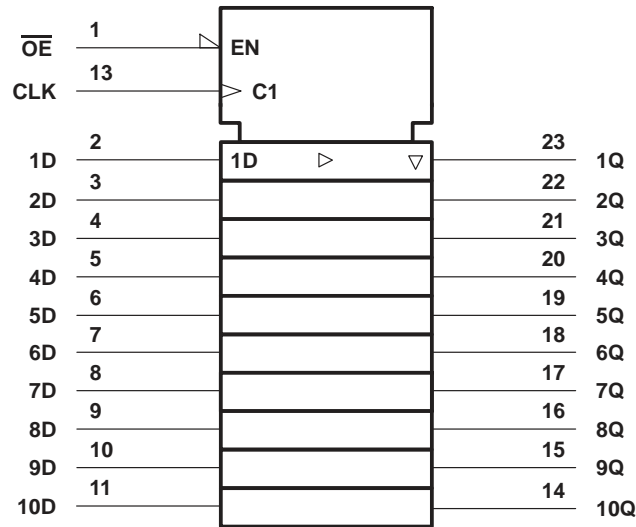 OE 1 EN
CLK 13 C1
1D 2 1D 23 1Q
2D 3 22 2Q
3D 4 21 3Q
4D 5 20 4Q
5D 6 19 5Q
6D 7 18 6Q
7D 8 17 7Q
8D 9 16 8Q
9D 10 15 9Q
10D 11 14 10Q